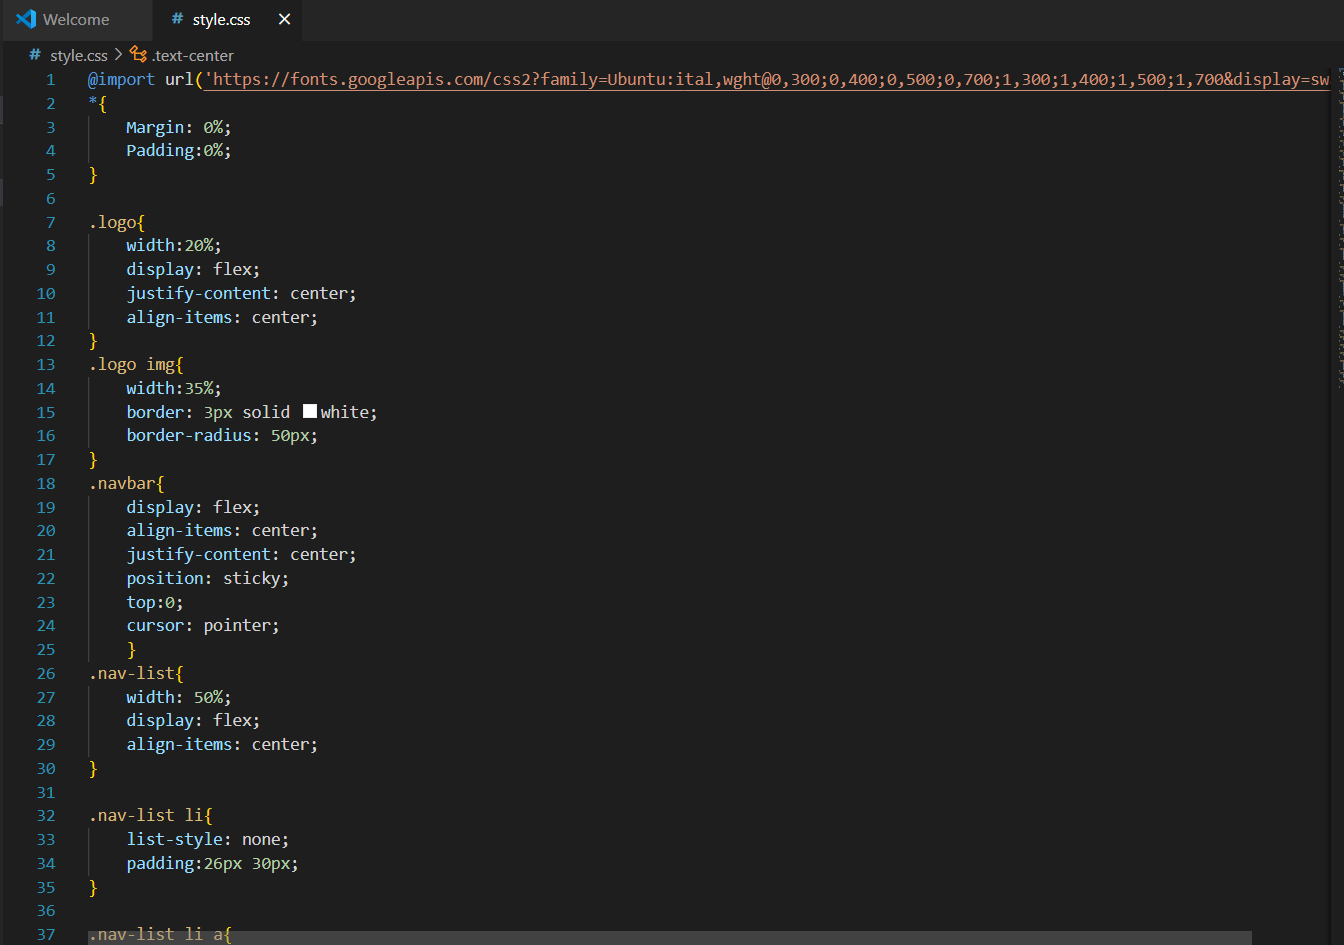 Welcome
# style.css ×
# style.css > .text-center
1 @import url('https://fonts.googleapis.com/css2?family=Ubuntu:ital,wght@0,300;0,400;0,500;0,700;1,300;1,400;1,500;1,700&display=sw
2 *{
3 Margin: 0%;
4 Padding:0%;
5 }
6
7 .logo{
8 width:20%;
9 display: flex;
10 justify-content: center;
11 align-items: center;
12 }
13 .logo img{
14 width:35%;
15 border: 3px solid white;
16 border-radius: 50px;
17 }
18 .navbar{
19 display: flex;
20 align-items: center;
21 justify-content: center;
22 position: sticky;
23 top:0;
24 cursor: pointer;
25 }
26 .nav-list{
27 width: 50%;
28 display: flex;
29 align-items: center;
30 }
31
32 .nav-list li{
33 list-style: none;
34 padding:26px 30px;
35 }
36
37 .nav-list li a{